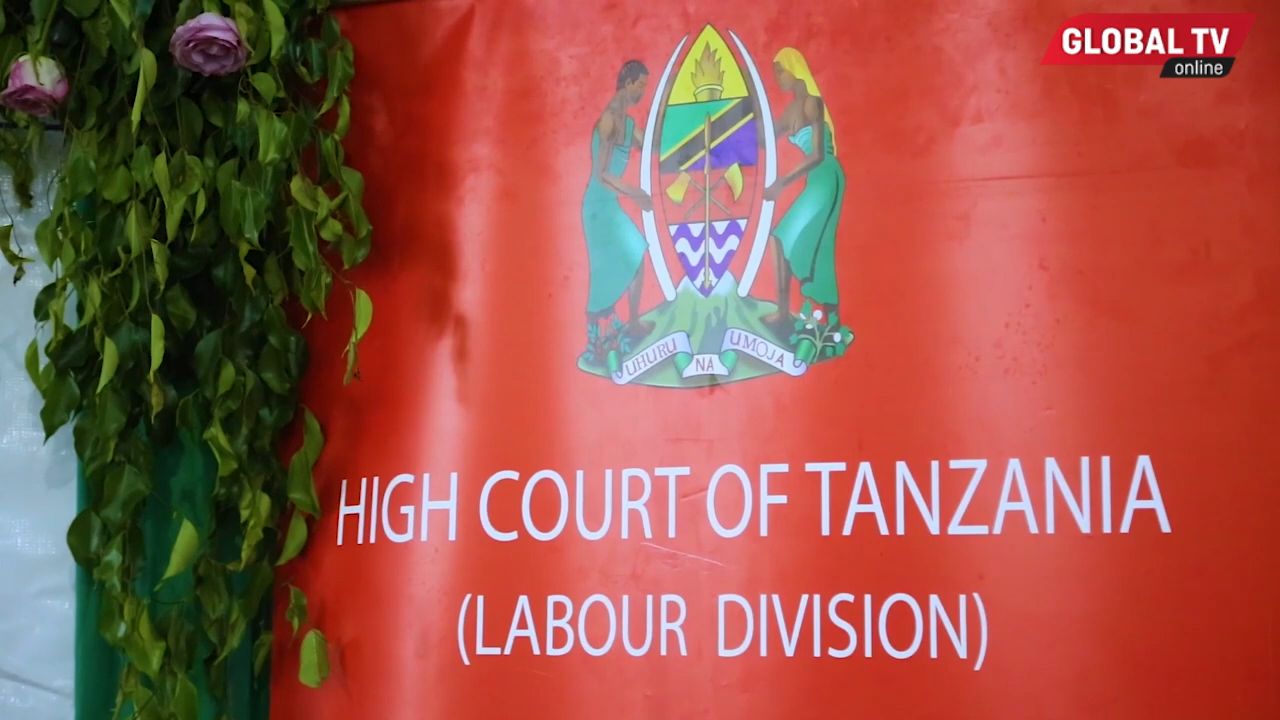 GLOBAL TV
online
UHURU NA UMOJA
HIGH COURT OF TANZANIA
(LABOUR DIVISION)